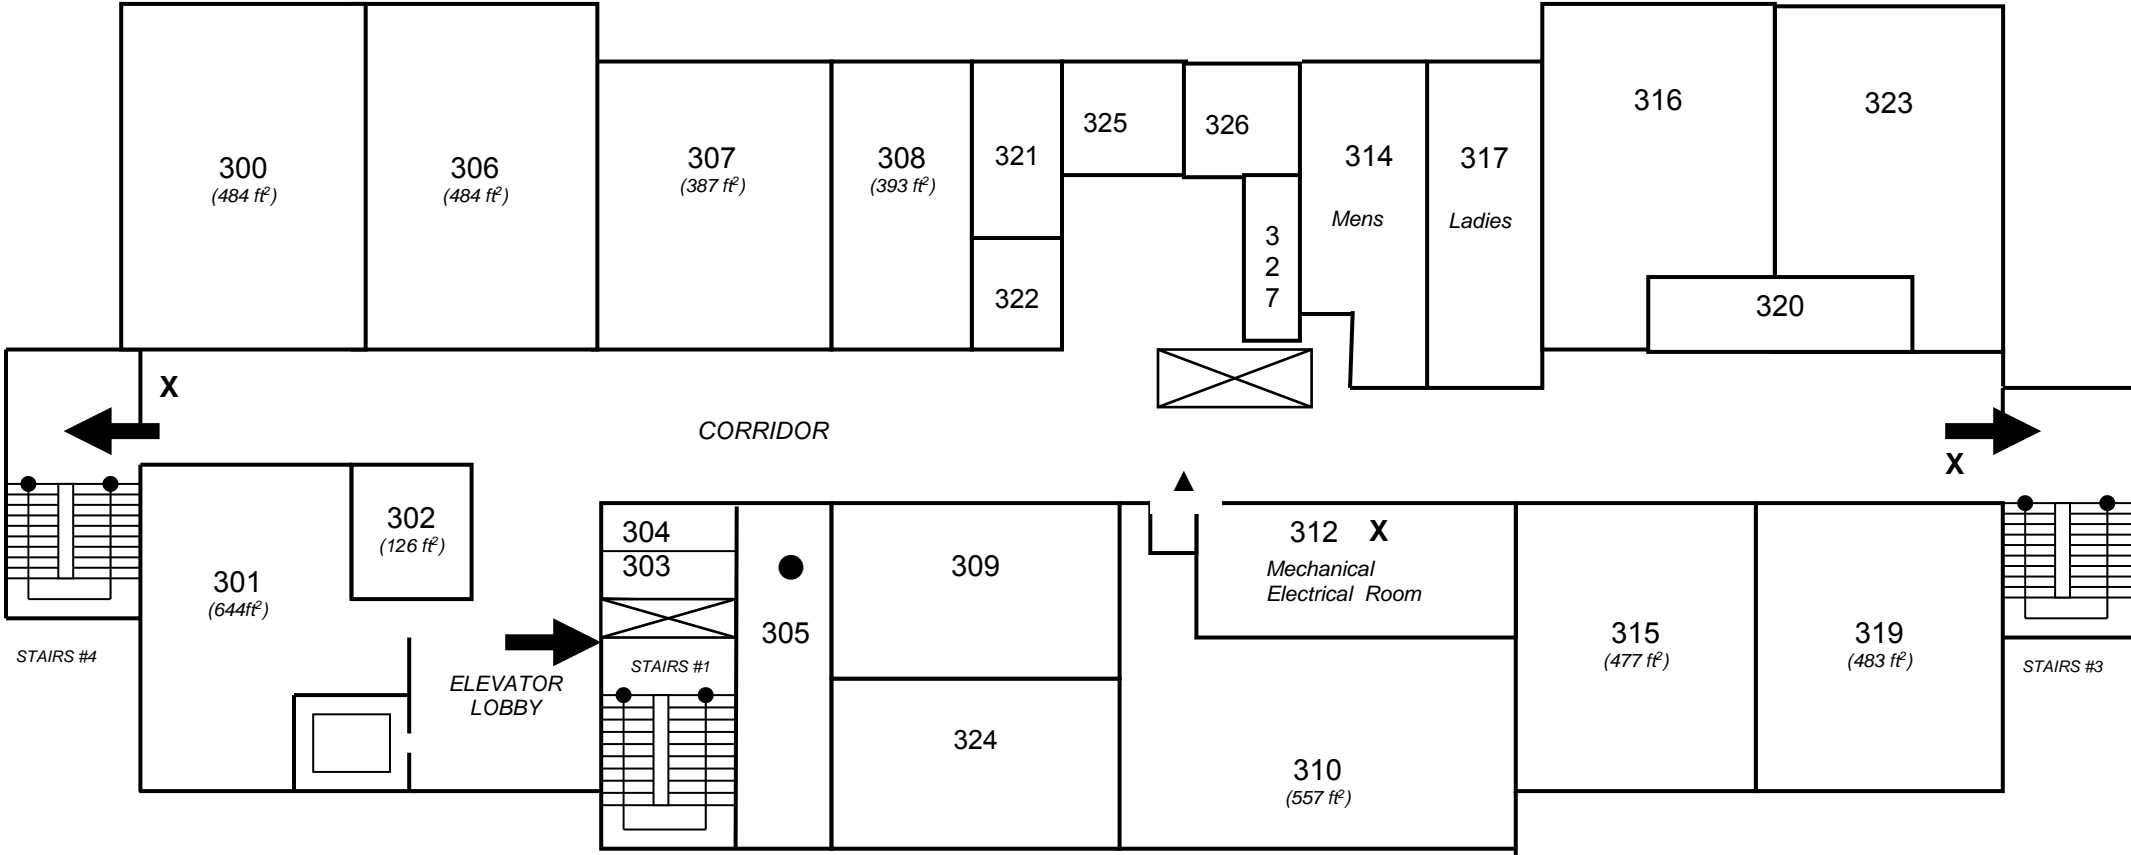 300
(484 ft²)
306
(484 ft²)
307
(387 ft²)
308
(393 ft²)
321
322
325
326
3
2
7
314
Mens
317
Ladies
316
323
320
X
CORRIDOR
X
301
(644ft²)
302
(126 ft²)
304
303
305
309
312 X
Mechanical
Electrical Room
315
(477 ft²)
319
(483 ft²)
STAIRS #4
ELEVATOR
LOBBY
STAIRS #1
324
310
(557 ft²)
STAIRS #3